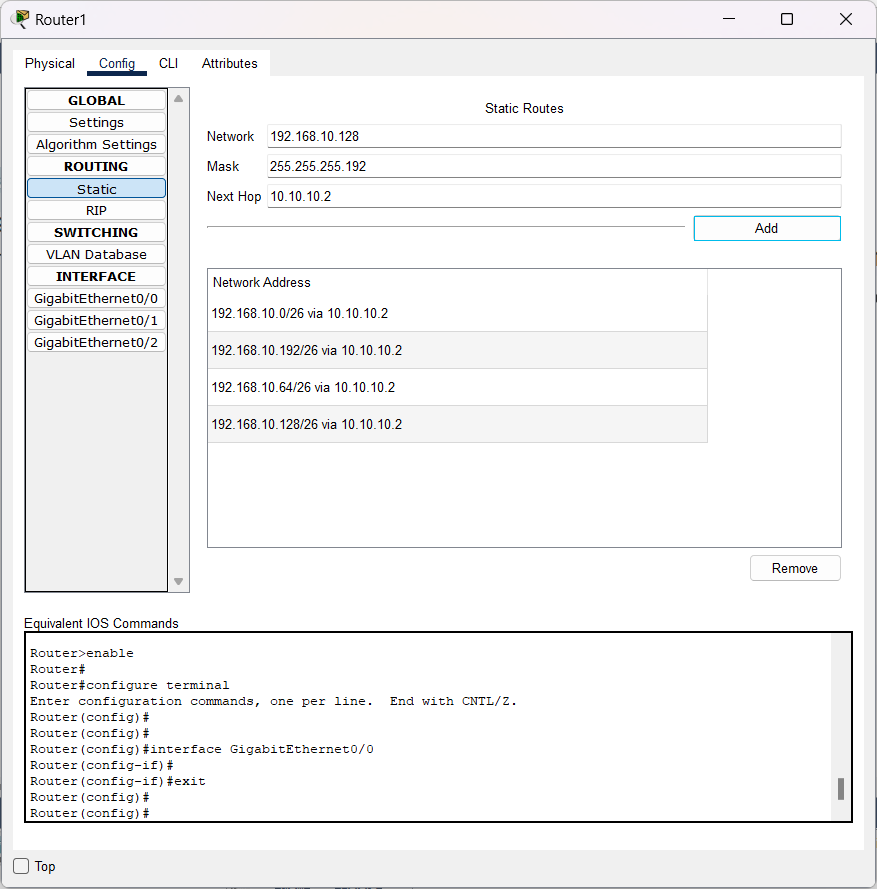 Router1
Physical Config CLI Attributes
GLOBAL
Settings
Algorithm Settings
ROUTING
Static
RIP
SWITCHING
VLAN Database
INTERFACE
GigabitEthernet0/0
GigabitEthernet0/1
GigabitEthernet0/2
Static Routes
Network 192.168.10.128
Mask 255.255.255.192
Next Hop 10.10.10.2
Add
Network Address
192.168.10.0/26 via 10.10.10.2
192.168.10.192/26 via 10.10.10.2
192.168.10.64/26 via 10.10.10.2
192.168.10.128/26 via 10.10.10.2
Remove
Equivalent IOS Commands
Router>enable
Router#
Router#configure terminal
Enter configuration commands, one per line.  End with CNTL/Z.
Router(config)#
Router(config)#
Router(config)#interface GigabitEthernet0/0
Router(config-if)#
Router(config-if)#exit
Router(config)#
Router(config)#
Top